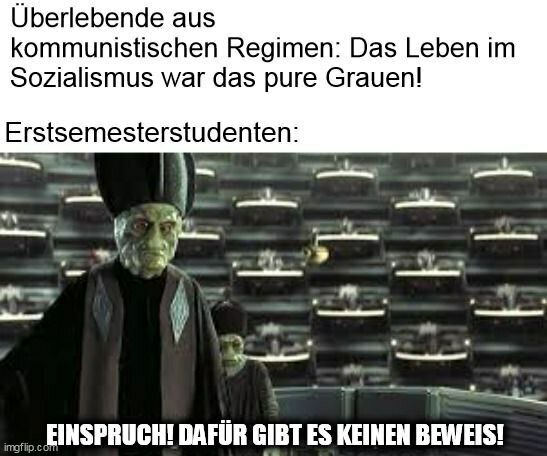 Überlebende aus
kommunistischen Regimen: Das Leben im
Sozialismus war das pure Grauen!
Erstsemesterstudenten:
EINSPRUCH! DAFÜR GIBT ES KEINEN BEWEIS!
imgflip.com